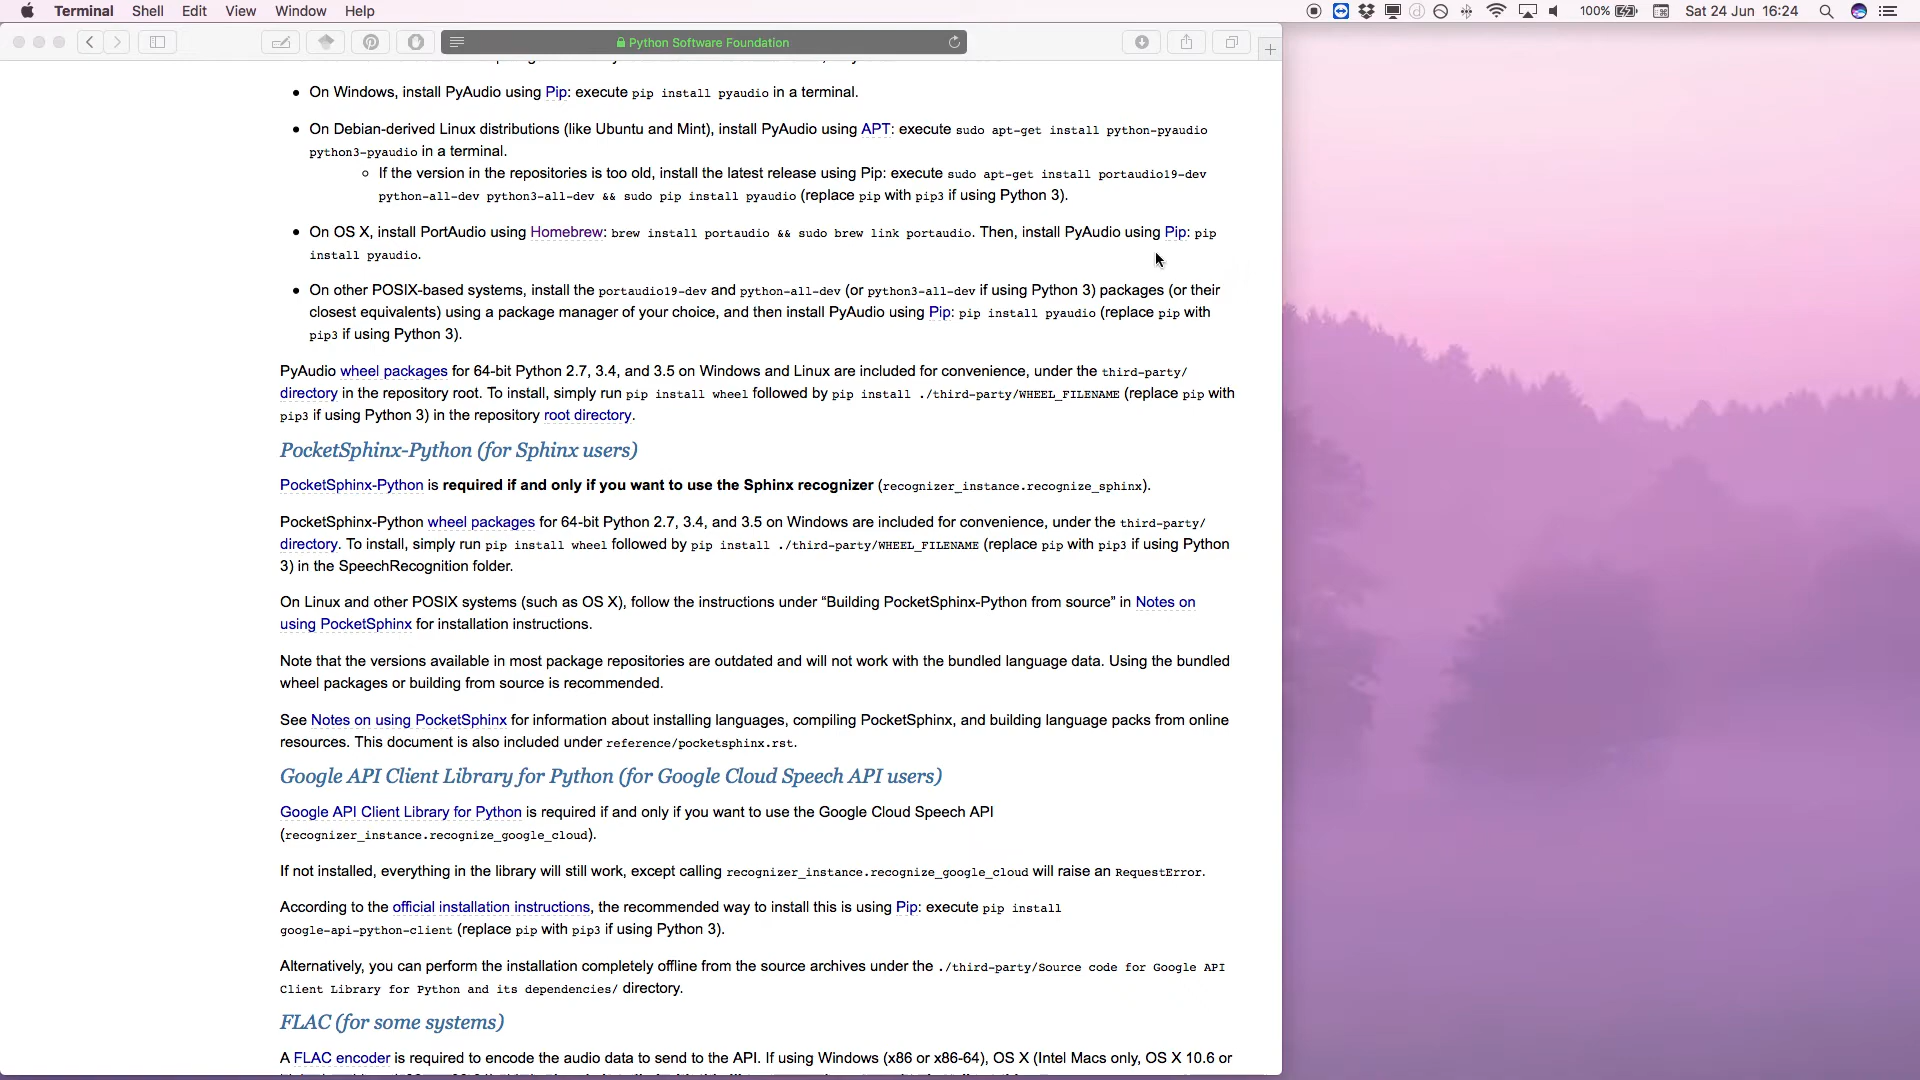 Terminal Shell Edit View Window Help 100% Sat 24 Jun 16:24
Python Software Foundation
On Windows, install PyAudio using Pip: execute pip install pyaudio in a terminal.
On Debian-derived Linux distributions (like Ubuntu and Mint), install PyAudio using APT: execute sudo apt-get install python-pyaudio
python3-pyaudio in a terminal.
If the version in the repositories is too old, install the latest release using Pip: execute sudo apt-get install portaudio19-dev
python-all-dev python3-all-dev && sudo pip install pyaudio (replace pip with pip3 if using Python 3).
On OS X, install PortAudio using Homebrew: brew install portaudio && sudo brew link portaudio. Then, install PyAudio using Pip: pip
install pyaudio.
On other POSIX-based systems, install the portaudio19-dev and python-all-dev (or python3-all-dev if using Python 3) packages (or their
closest equivalents) using a package manager of your choice, and then install PyAudio using Pip: pip install pyaudio (replace pip with
pip3 if using Python 3).
PyAudio wheel packages for 64-bit Python 2.7, 3.4, and 3.5 on Windows and Linux are included for convenience, under the third-party/
directory in the repository root. To install, simply run pip install wheel followed by pip install ./third-party/WHEEL_FILENAME (replace pip with
pip3 if using Python 3) in the repository root directory.
PocketSphinx-Python (for Sphinx users)
PocketSphinx-Python is required if and only if you want to use the Sphinx recognizer (recognizer_instance.recognize_sphinx).
PocketSphinx-Python wheel packages for 64-bit Python 2.7, 3.4, and 3.5 on Windows are included for convenience, under the third-party/
directory. To install, simply run pip install wheel followed by pip install ./third-party/WHEEL_FILENAME (replace pip with pip3 if using Python
3) in the SpeechRecognition folder.
On Linux and other POSIX systems (such as OS X), follow the instructions under “Building PocketSphinx-Python from source” in Notes on
using PocketSphinx for installation instructions.
Note that the versions available in most package repositories are outdated and will not work with the bundled language data. Using the bundled
wheel packages or building from source is recommended.
See Notes on using PocketSphinx for information about installing languages, compiling PocketSphinx, and building language packs from online
resources. This document is also included under reference/pocketsphinx.rst.
Google API Client Library for Python (for Google Cloud Speech API users)
Google API Client Library for Python is required if and only if you want to use the Google Cloud Speech API
(recognizer_instance.recognize_google_cloud).
If not installed, everything in the library will still work, except calling recognizer_instance.recognize_google_cloud will raise an RequestError.
According to the official installation instructions, the recommended way to install this is using Pip: execute pip install
google-api-python-client (replace pip with pip3 if using Python 3).
Alternatively, you can perform the installation completely offline from the source archives under the ./third-party/Source code for Google API
Client Library for Python and its dependencies/ directory.
FLAC (for some systems)
A FLAC encoder is required to encode the audio data to send to the API. If using Windows (x86 or x86-64), OS X (Intel Macs only, OS X 10.6 or